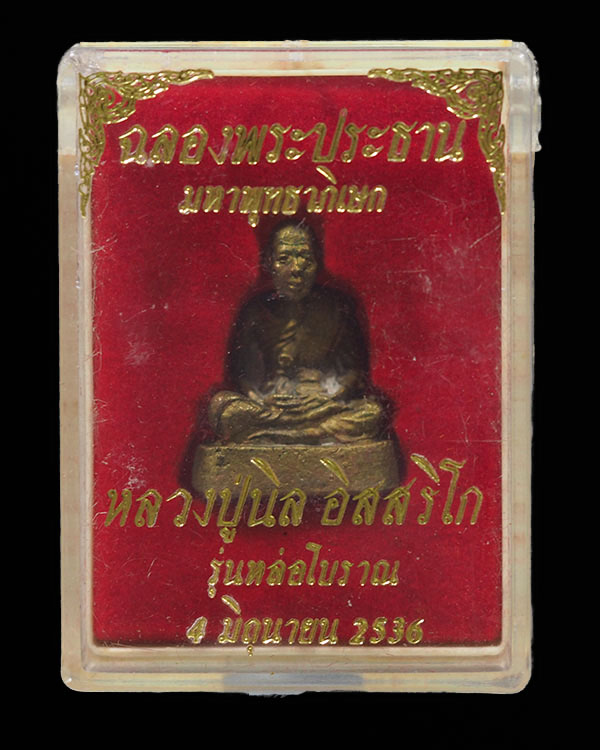 ฉลองพระประธาน
มหาพุทธาภิเษก
หลวงปู่นิล อิสสริโก
รุ่นหล่อโบราณ
4 มิถุนายน 2536